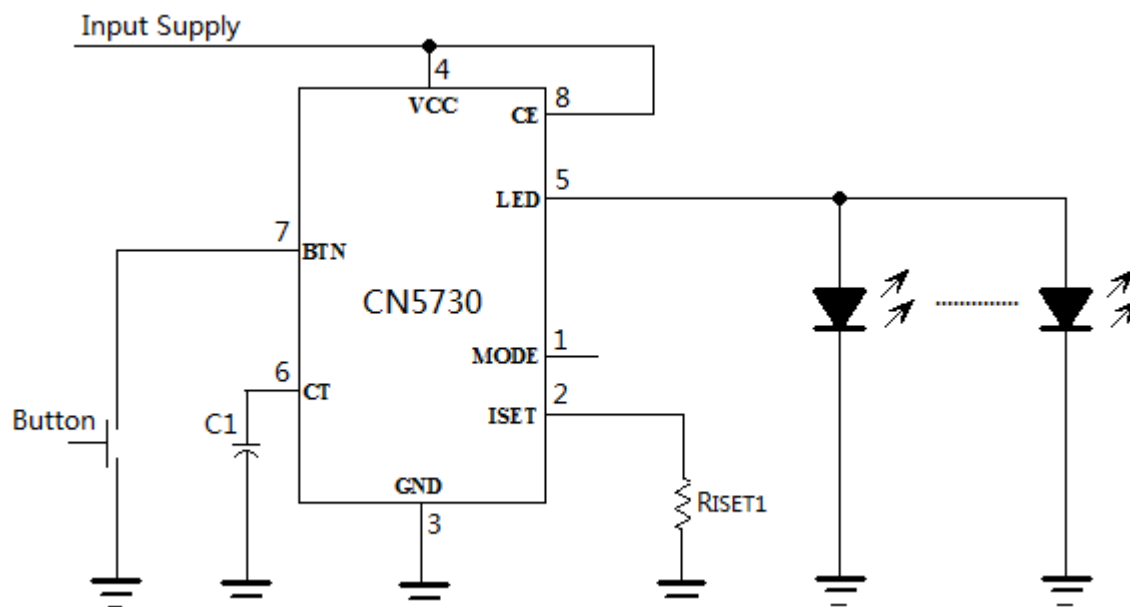 Input Supply
4
VCC
8
CE
5
LED
7
BTN
CN5730
1
MODE
6
CT
2
ISET
Button
C1
GND
RISET1
3